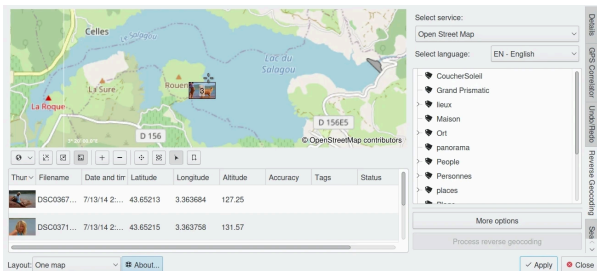 Celles
Le Salagou
Lac du
Salagou
La Sure
Rouens
3
La Roque
D 156
D 156E5
© OpenStreetMap contributors
Thur Filename Date and tim Latitude Longitude Altitude Accuracy Tags Status
DSC0367... 7/13/14 2:... 43.65213 3.363684 127.25
DSC0371... 7/13/14 2:... 43.65215 3.363758 131.57
Layout: One map About...
Select service:
Open Street Map
Select language: EN - English
CoucherSoleil
Grand Prismatic
lieux
Maison
Ort
panorama
People
Personnes
places
More options
Process reverse geocoding
Apply Close
Details
GPS Correlator
Undo/Redo
Reverse Geocoding
Sea